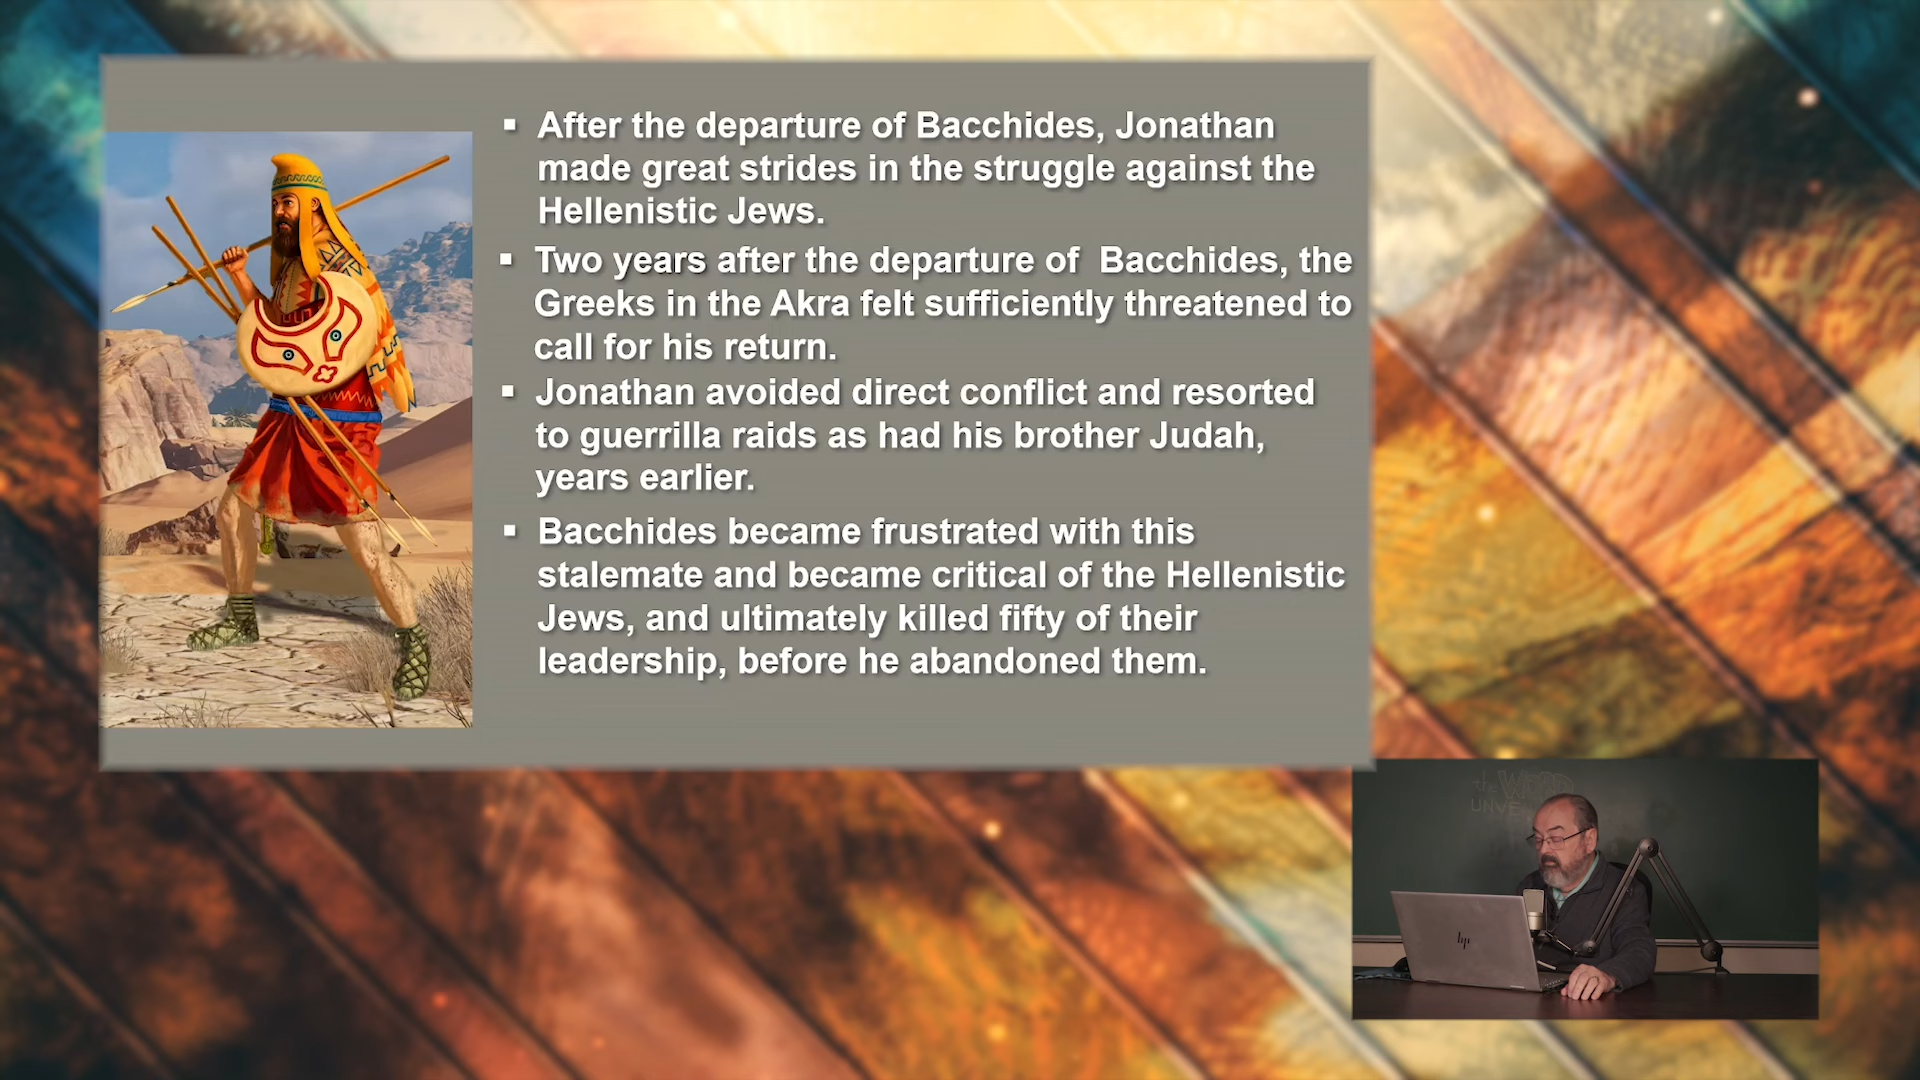 ▪ After the departure of Bacchides, Jonathan
made great strides in the struggle against the
Hellenistic Jews.
▪ Two years after the departure of  Bacchides, the
Greeks in the Akra felt sufficiently threatened to
call for his return.
▪ Jonathan avoided direct conflict and resorted
to guerrilla raids as had his brother Judah,
years earlier.
▪ Bacchides became frustrated with this
stalemate and became critical of the Hellenistic
Jews, and ultimately killed fifty of their
leadership, before he abandoned them.
the WORD
hp